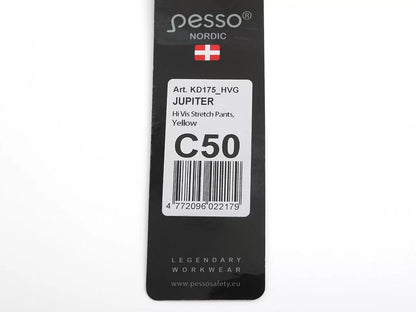 pesso®
NORDIC
Art. KD175_HVG
JUPITER
Hi Vis Stretch Pants,
Yellow
C50
4 772096 022179
LEGENDARY
WORKWEAR
www.pessosafety.eu